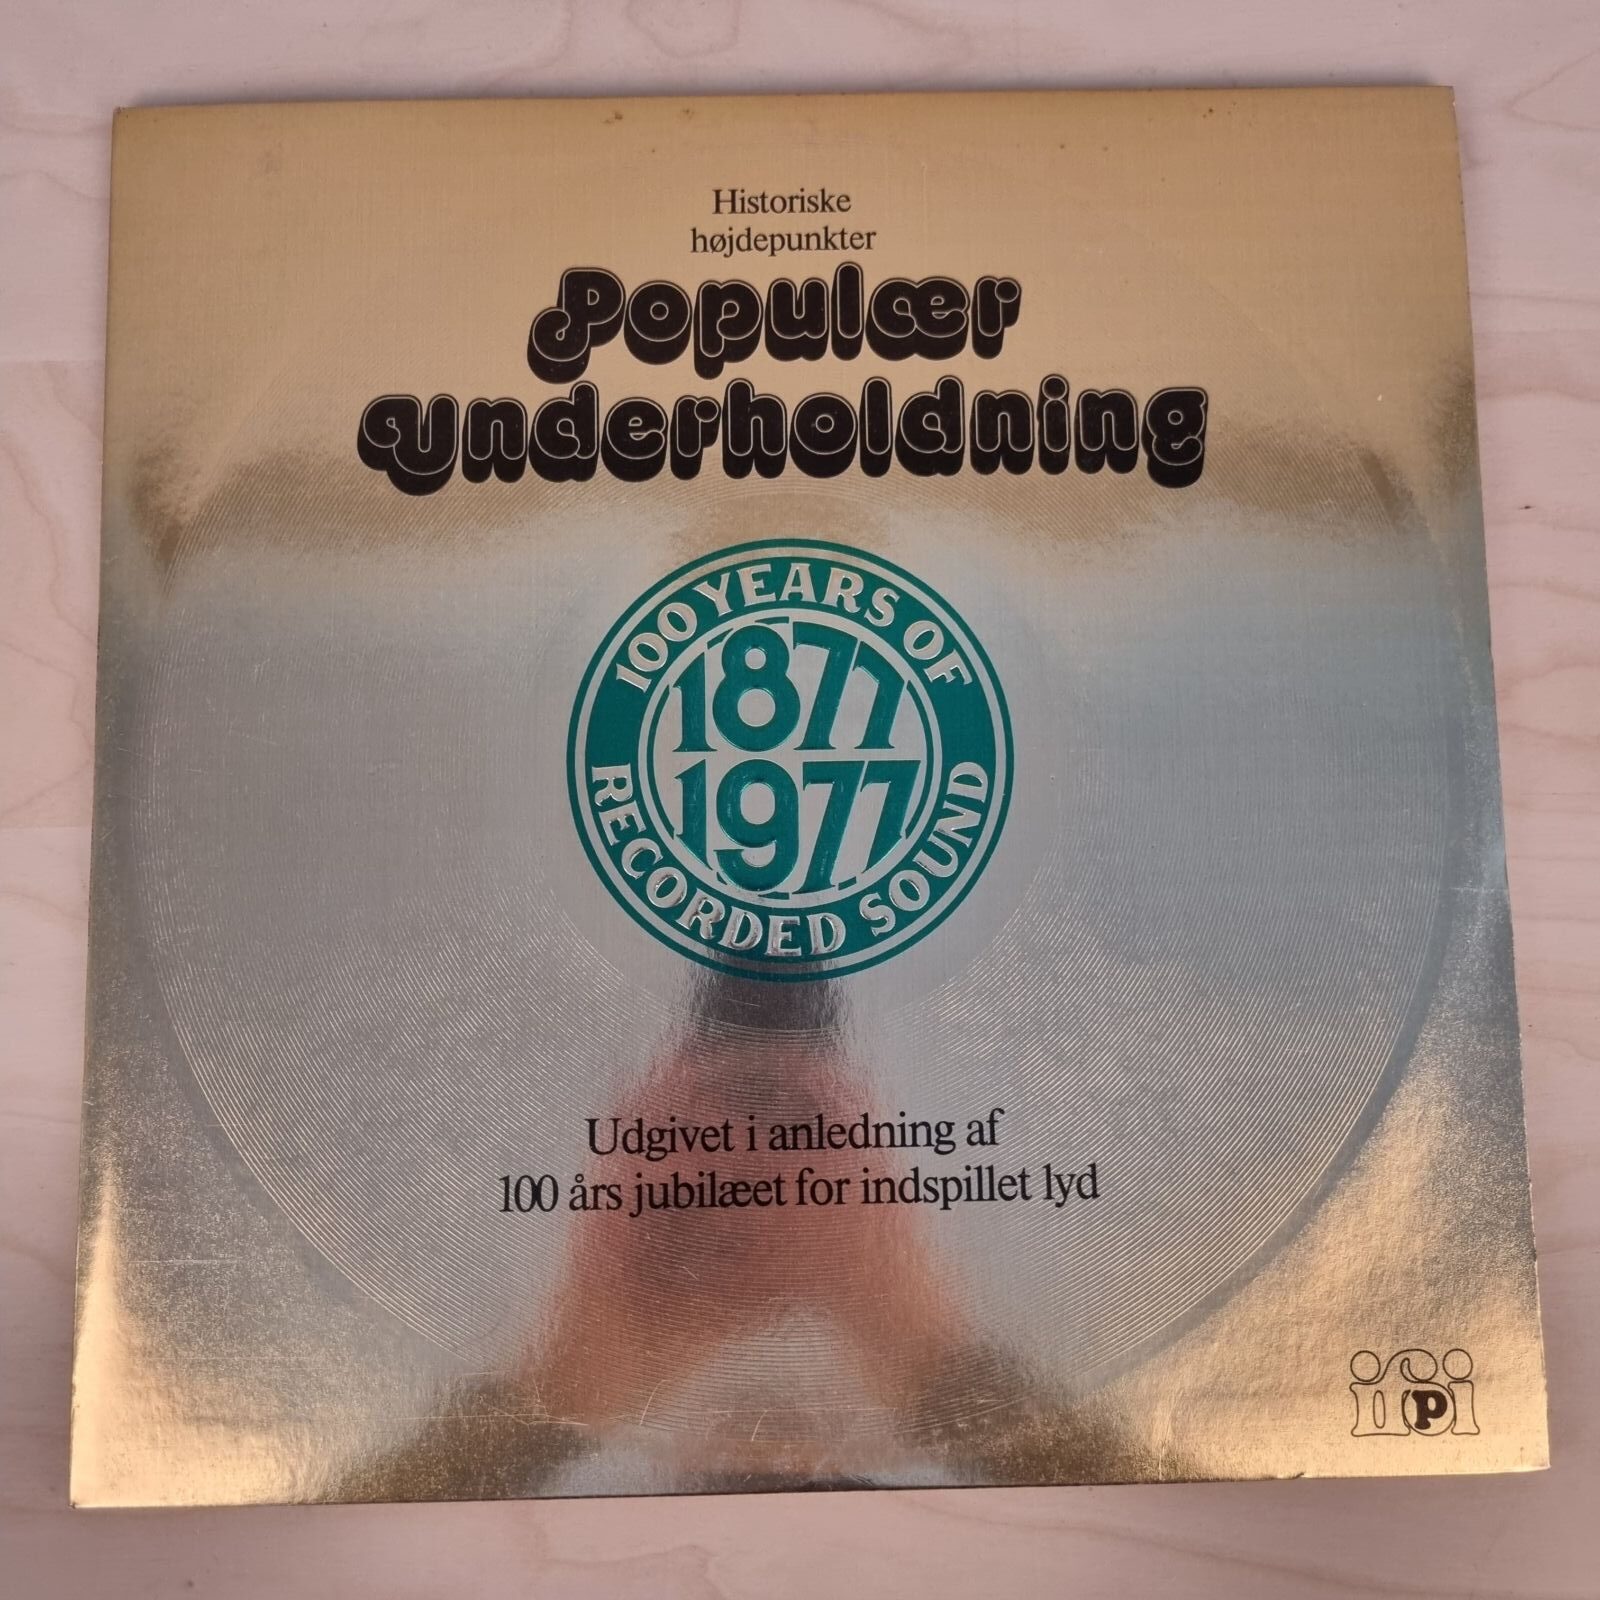 Historiske
højdepunkter
Populær
Underholdning
100 YEARS OF
1877
1977
RECORDED SOUND
Udgivet i anledning af
100 års jubilæet for indspillet lyd
ifpi